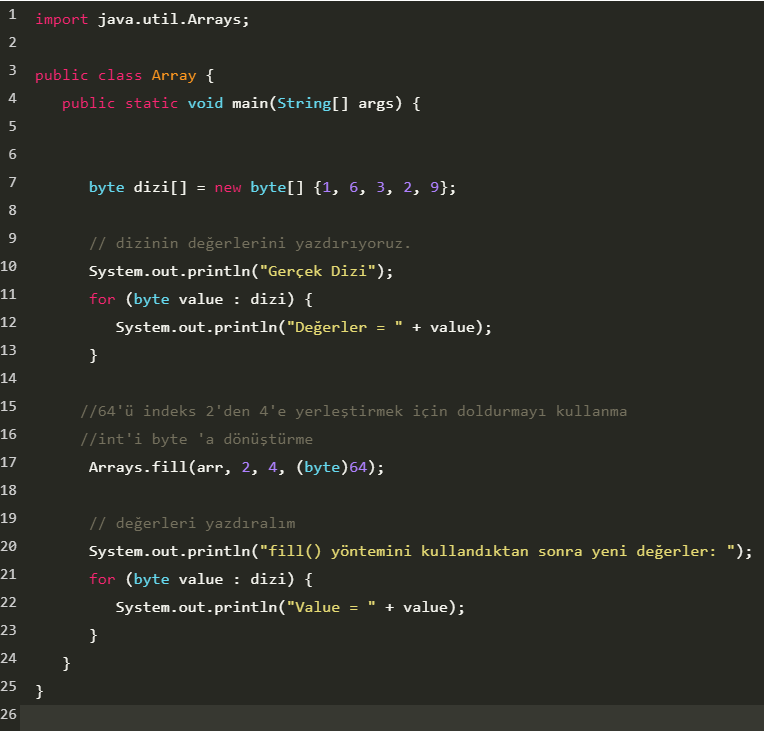 1 import java.util.Arrays;
2
3 public class Array {
4 public static void main(String[] args) {
5
6
7 byte dizi[] = new byte[] {1, 6, 3, 2, 9};
8
9 // dizinin değerlerini yazdırıyoruz.
10 System.out.println("Gerçek Dizi");
11 for (byte value : dizi) {
12 System.out.println("Değerler = " + value);
13 }
14
15 //64'ü indeks 2'den 4'e yerleştirmek için doldurmayı kullanma
16 //int'i byte 'a dönüştürme
17 Arrays.fill(arr, 2, 4, (byte)64);
18
19 // değerleri yazdıralım
20 System.out.println("fill() yöntemini kullandıktan sonra yeni değerler: ");
21 for (byte value : dizi) {
22 System.out.println("Value = " + value);
23 }
24 }
25 }
26